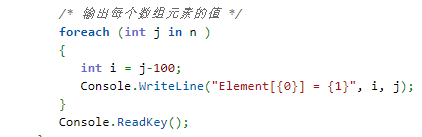 /* 输出每个数组元素的值 */
foreach (int j in n )
{
int i = j-100;
Console.WriteLine("Element[{0}] = {1}", i, j);
}
Console.ReadKey();